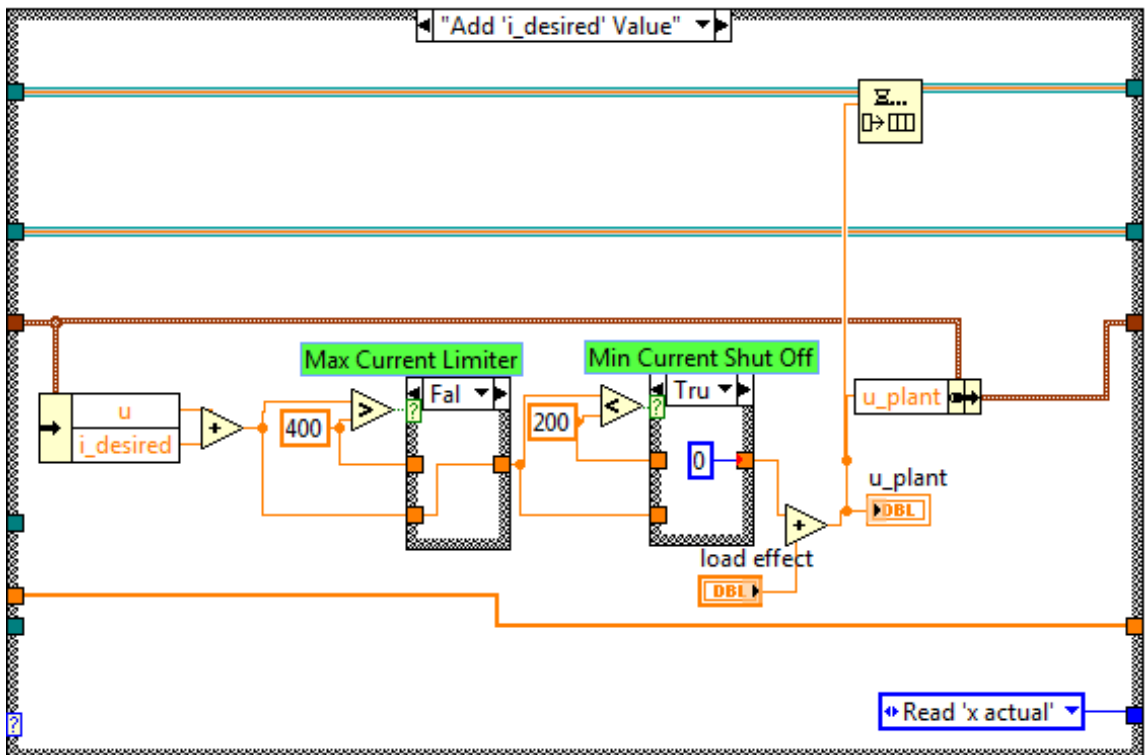 "Add 'i_desired' Value"
Max Current Limiter
Min Current Shut Off
Fal
Tru
u
i_desired
+
>
400
?
<
200
?
0
u_plant
u_plant
DBL
+
load effect
DBL
Read 'x actual'
?